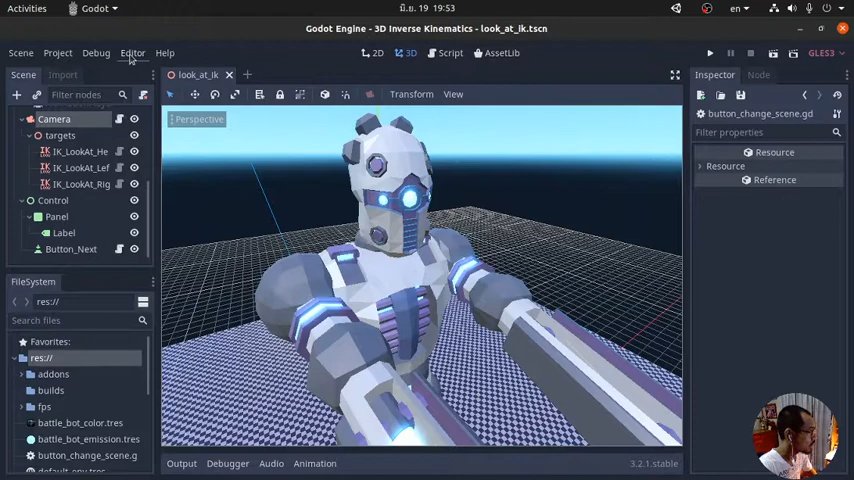 Activities
Godot
มิ.ย. 19 19:53
en
Godot Engine - 3D Inverse Kinematics - look_at_ik.tscn
Scene Project Debug Editor Help
2D 3D Script AssetLib
GLES3
Scene Import
look_at_ik
Inspector Node
Filter nodes
Transform View
button_change_scene.gd
Filter properties
Perspective
Camera
targets
IK_LookAt_He
IK_LookAt_Lef
IK_LookAt_Rig
Control
Panel
Label
Button_Next
Resource
Resource
Reference
FileSystem
res://
Search files
Favorites:
res://
addons
builds
fps
battle_bot_color.tres
battle_bot_emission.tres
button_change_scene.g
default_env.tres
Output Debugger Audio Animation
3.2.1.stable